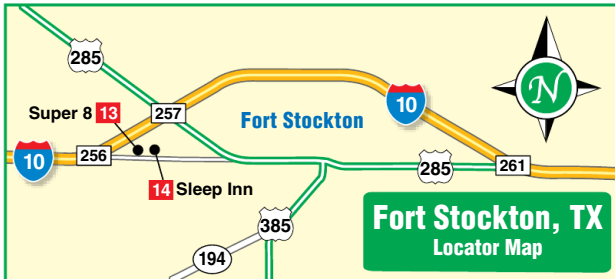 285
Super 8 13
257
Fort Stockton
10
N
10
256
14 Sleep Inn
285
261
385
194
Fort Stockton, TX
Locator Map